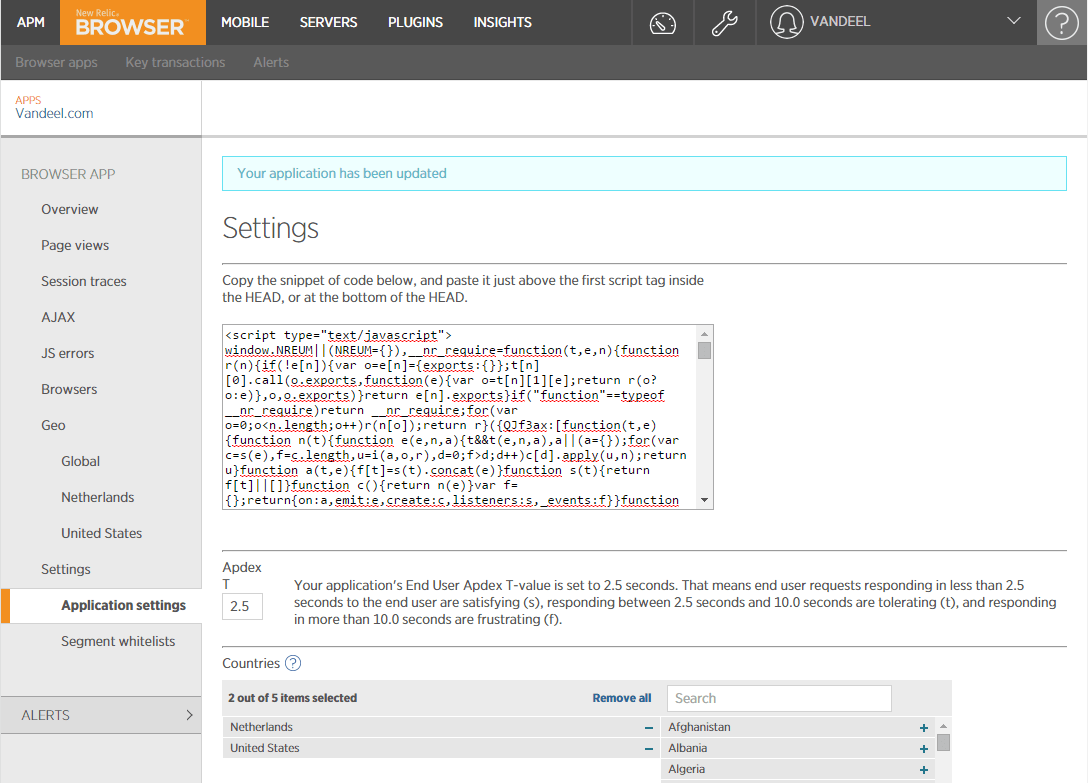 APM
New Relic.
BROWSER
MOBILE
SERVERS
PLUGINS
INSIGHTS
VANDEEL
?
Browser apps
Key transactions
Alerts
APPS
Vandeel.com
BROWSER APP
Overview
Page views
Session traces
AJAX
JS errors
Browsers
Geo
Global
Netherlands
United States
Settings
Application settings
Segment whitelists
ALERTS
Your application has been updated
Settings
Copy the snippet of code below, and paste it just above the first script tag inside
the HEAD, or at the bottom of the HEAD.
<script type="text/javascript">
window.NREUM||(NREUM={}),__nr_require=function(t,e,n){function
r(n){if(!e[n]){var o=e[n]={exports:{}};t[n]
[0].call(o.exports,function(e){var o=t[n][1][e];return r(o?
o:e)},o,o.exports)}return e[n].exports}if("function"==typeof
__nr_require)return __nr_require;for(var
o=0;o<n.length;o++)r(n[o]);return r}({QJf3ax:[function(t,e)
{function n(t){function e(e,n,a){t&&t(e,n,a),a||(a={});for(var
c=s(e),f=c.length,u=i(a,o,r),d=0;f>d;d++)c[d].apply(u,n);return
u}function a(t,e){f[t]=s(t).concat(e)}function s(t){return
f[t]||[]}function c(){return n(e)}var f=
{};return{on:a,emit:e,create:c,listeners:s,_events:f}}function
Apdex
T
2.5
Your application's End User Apdex T-value is set to 2.5 seconds. That means end user requests responding in less than 2.5
seconds to the end user are satisfying (s), responding between 2.5 seconds and 10.0 seconds are tolerating (t), and responding
in more than 10.0 seconds are frustrating (f).
Countries ?
2 out of 5 items selected
Remove all
Search
Netherlands −
United States −
Afghanistan +
Albania +
Algeria +